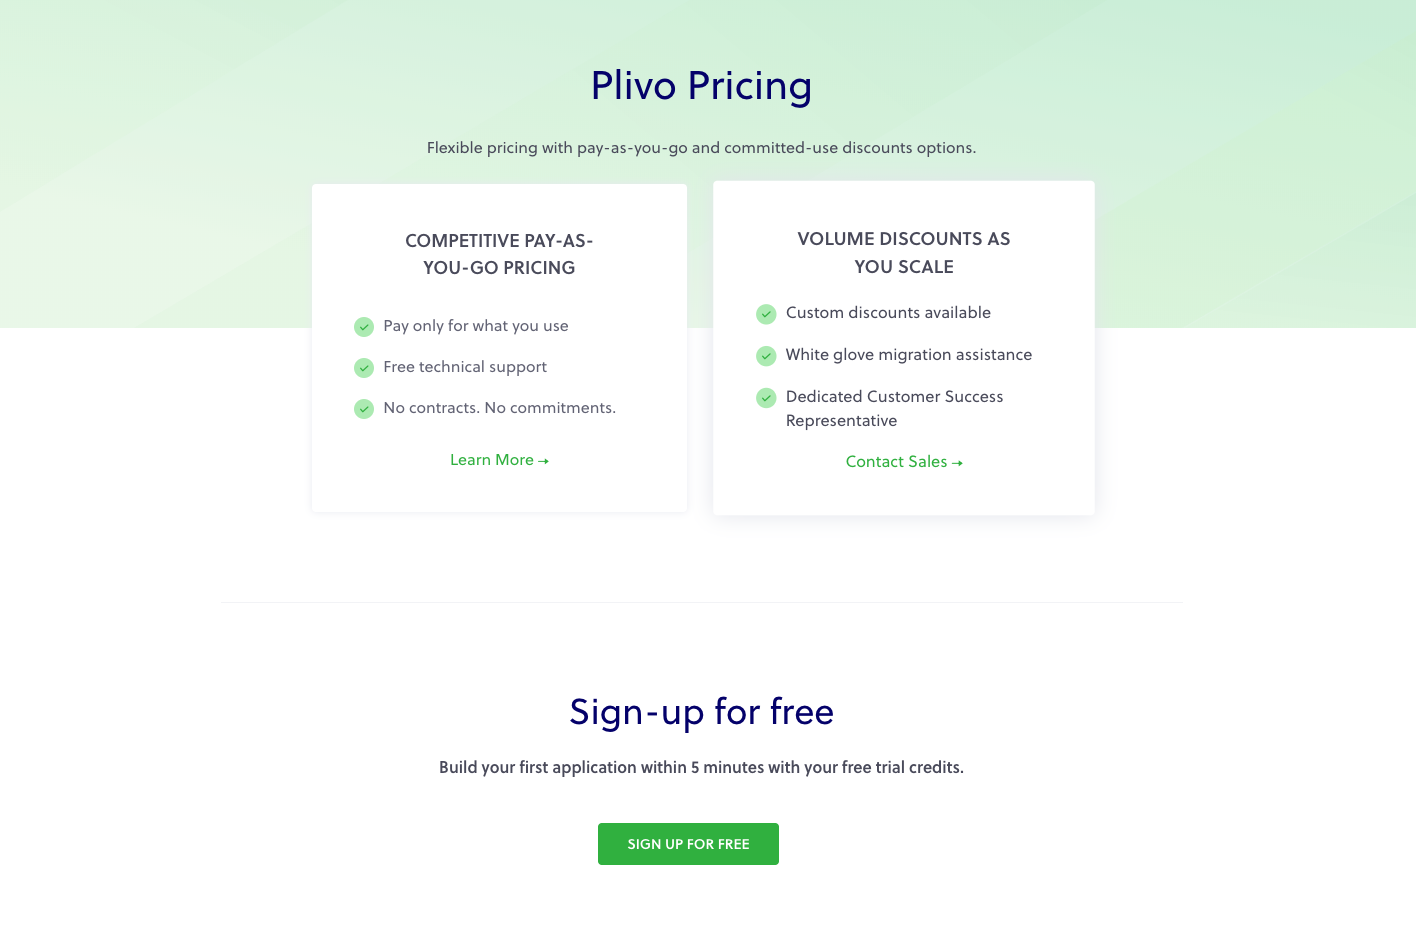 Plivo Pricing
Flexible pricing with pay-as-you-go and committed-use discounts options.
COMPETITIVE PAY-AS-
YOU-GO PRICING
Pay only for what you use
Free technical support
No contracts. No commitments.
Learn More →
VOLUME DISCOUNTS AS
YOU SCALE
Custom discounts available
White glove migration assistance
Dedicated Customer Success
Representative
Contact Sales →
Sign-up for free
Build your first application within 5 minutes with your free trial credits.
SIGN UP FOR FREE